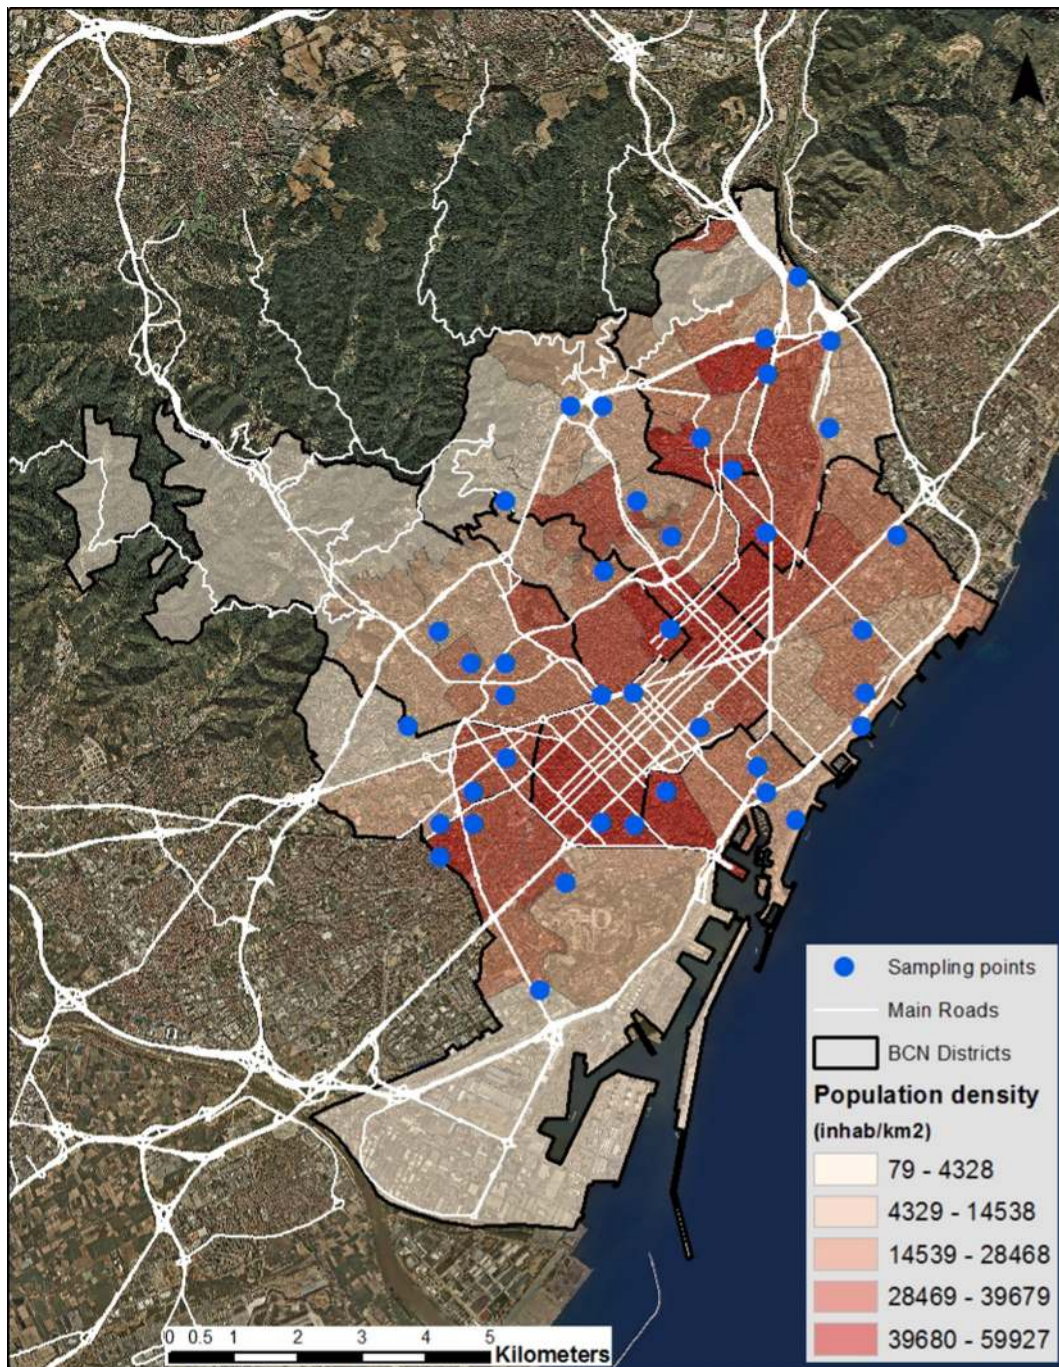 N
Sampling points
Main Roads
BCN Districts
Population density
(inhab/km2)
79 - 4328
4329 - 14538
14539 - 28468
28469 - 39679
39680 - 59927
0 0.5 1 2 3 4 5
Kilometers